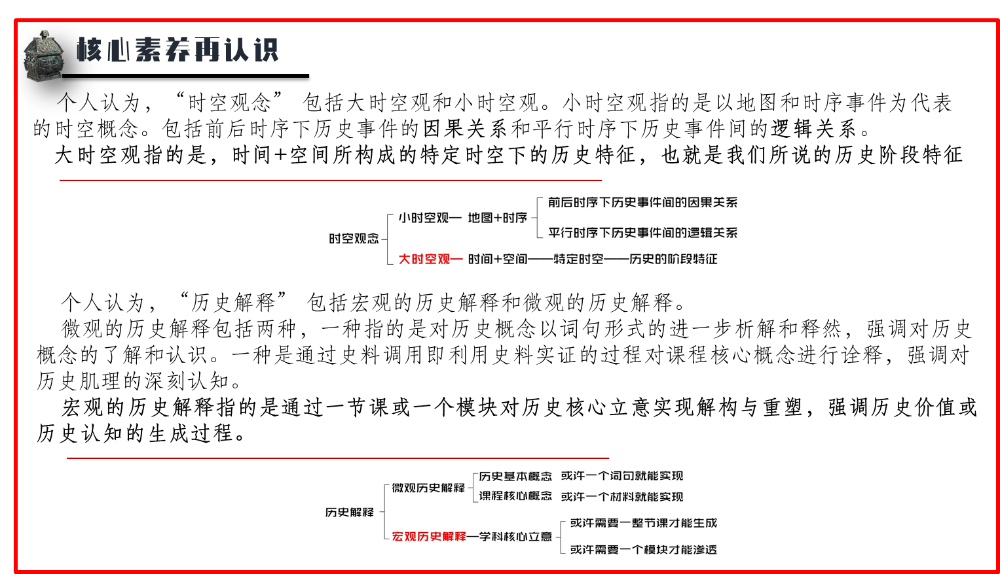 核心素养再认识
个人认为，“时空观念” 包括大时空观和小时空观。小时空观指的是以地图和时序事件为代表
的时空概念。包括前后时序下历史事件的因果关系和平行时序下历史事件间的逻辑关系。
大时空观指的是，时间+空间所构成的特定时空下的历史特征，也就是我们所说的历史阶段特征
前后时序下历史事件间的因果关系
小时空观— 地图+时序
平行时序下历史事件间的逻辑关系
时空观念
大时空观— 时间+空间——特定时空——历史的阶段特征
个人认为，“历史解释” 包括宏观的历史解释和微观的历史解释。
微观的历史解释包括两种，一种指的是对历史概念以词句形式的进一步析解和释然，强调对历史
概念的了解和认识。一种是通过史料调用即利用史料实证的过程对课程核心概念进行诠释，强调对
历史肌理的深刻认知。
宏观的历史解释指的是通过一节课或一个模块对历史核心立意实现解构与重塑，强调历史价值或
历史认知的生成过程。
历史基本概念 或许一个词句就能实现
微观历史解释
课程核心概念 或许一个材料就能实现
历史解释
或许需要一整节课才能生成
宏观历史解释—学科核心立意
或许需要一个模块才能渗透